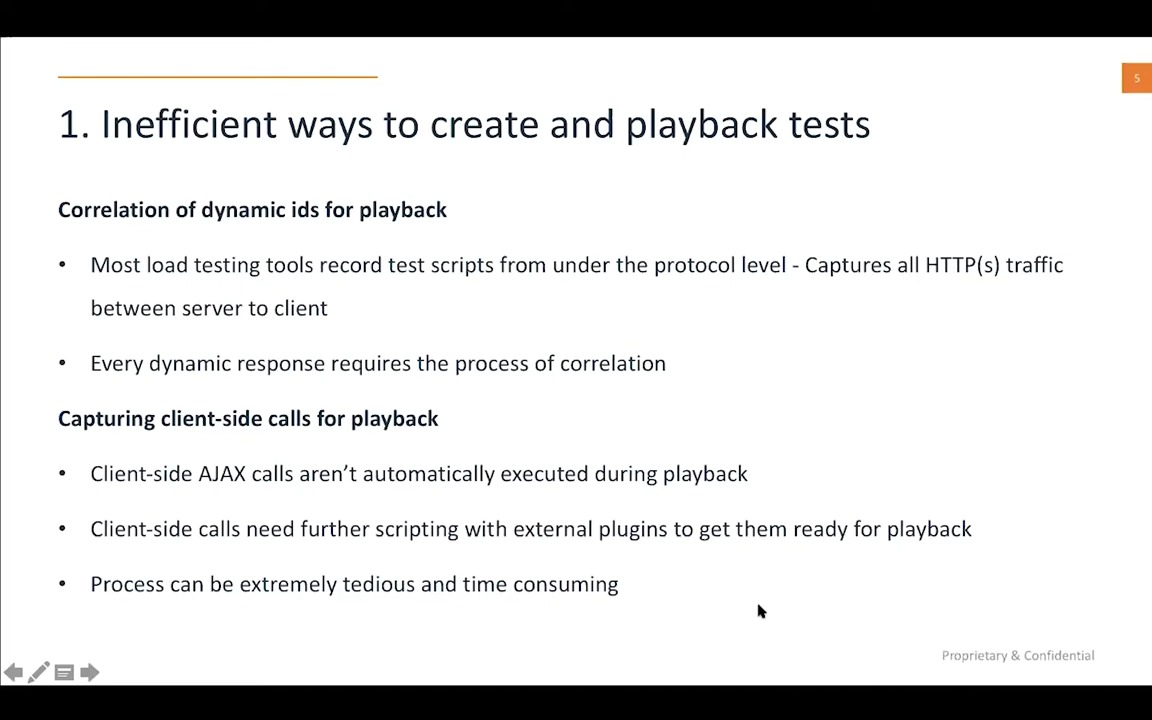 5
1. Inefficient ways to create and playback tests
Correlation of dynamic ids for playback
• Most load testing tools record test scripts from under the protocol level - Captures all HTTP(s) traffic
between server to client
• Every dynamic response requires the process of correlation
Capturing client-side calls for playback
• Client-side AJAX calls aren’t automatically executed during playback
• Client-side calls need further scripting with external plugins to get them ready for playback
• Process can be extremely tedious and time consuming
Proprietary & Confidential